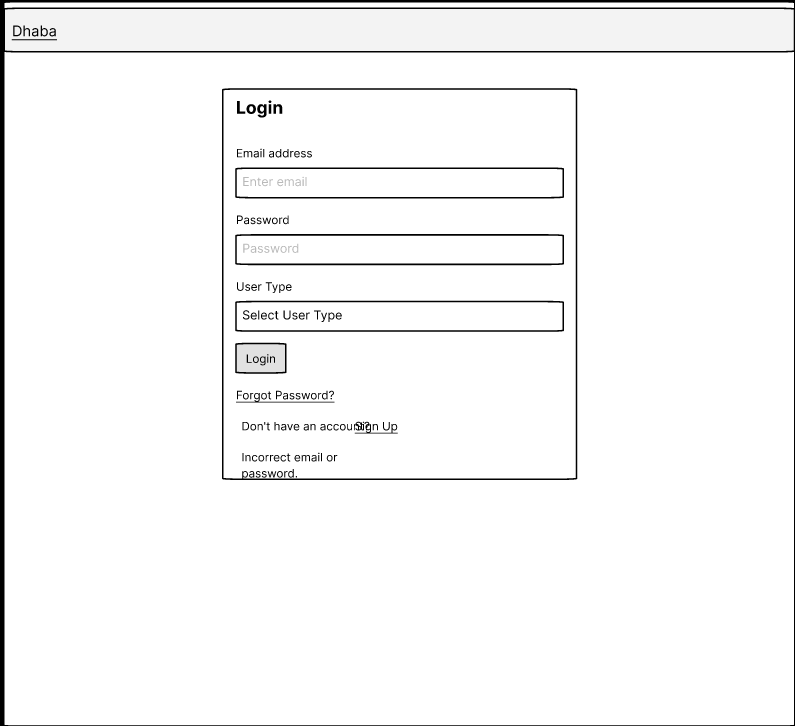 Dhaba
Login
Email address
Enter email
Password
Password
User Type
Select User Type
Login
Forgot Password?
Don't have an account? Sign Up
Incorrect email or
password.